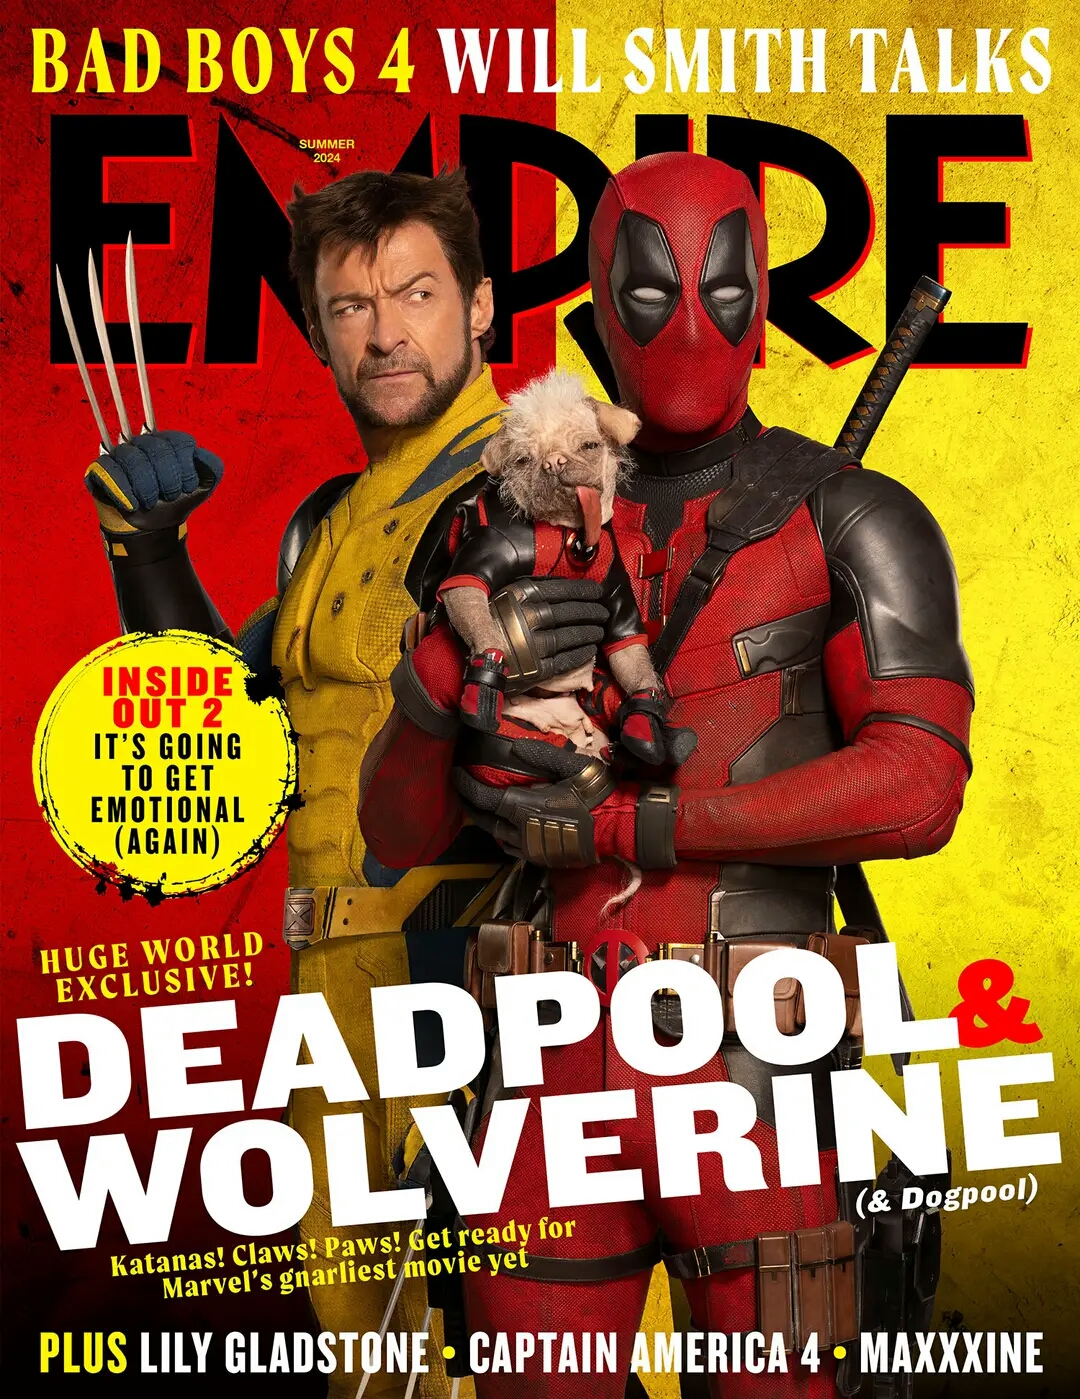 BAD BOYS 4 WILL SMITH TALKS
EMPIRE
SUMMER
2024
INSIDE
OUT 2
IT'S GOING
TO GET
EMOTIONAL
(AGAIN)
HUGE WORLD
EXCLUSIVE!
DEADPOOL &
WOLVERINE
(& Dogpool)
Katanas! Claws! Paws! Get ready for
Marvel's gnarliest movie yet
PLUS LILY GLADSTONE • CAPTAIN AMERICA 4 • MAXXXINE